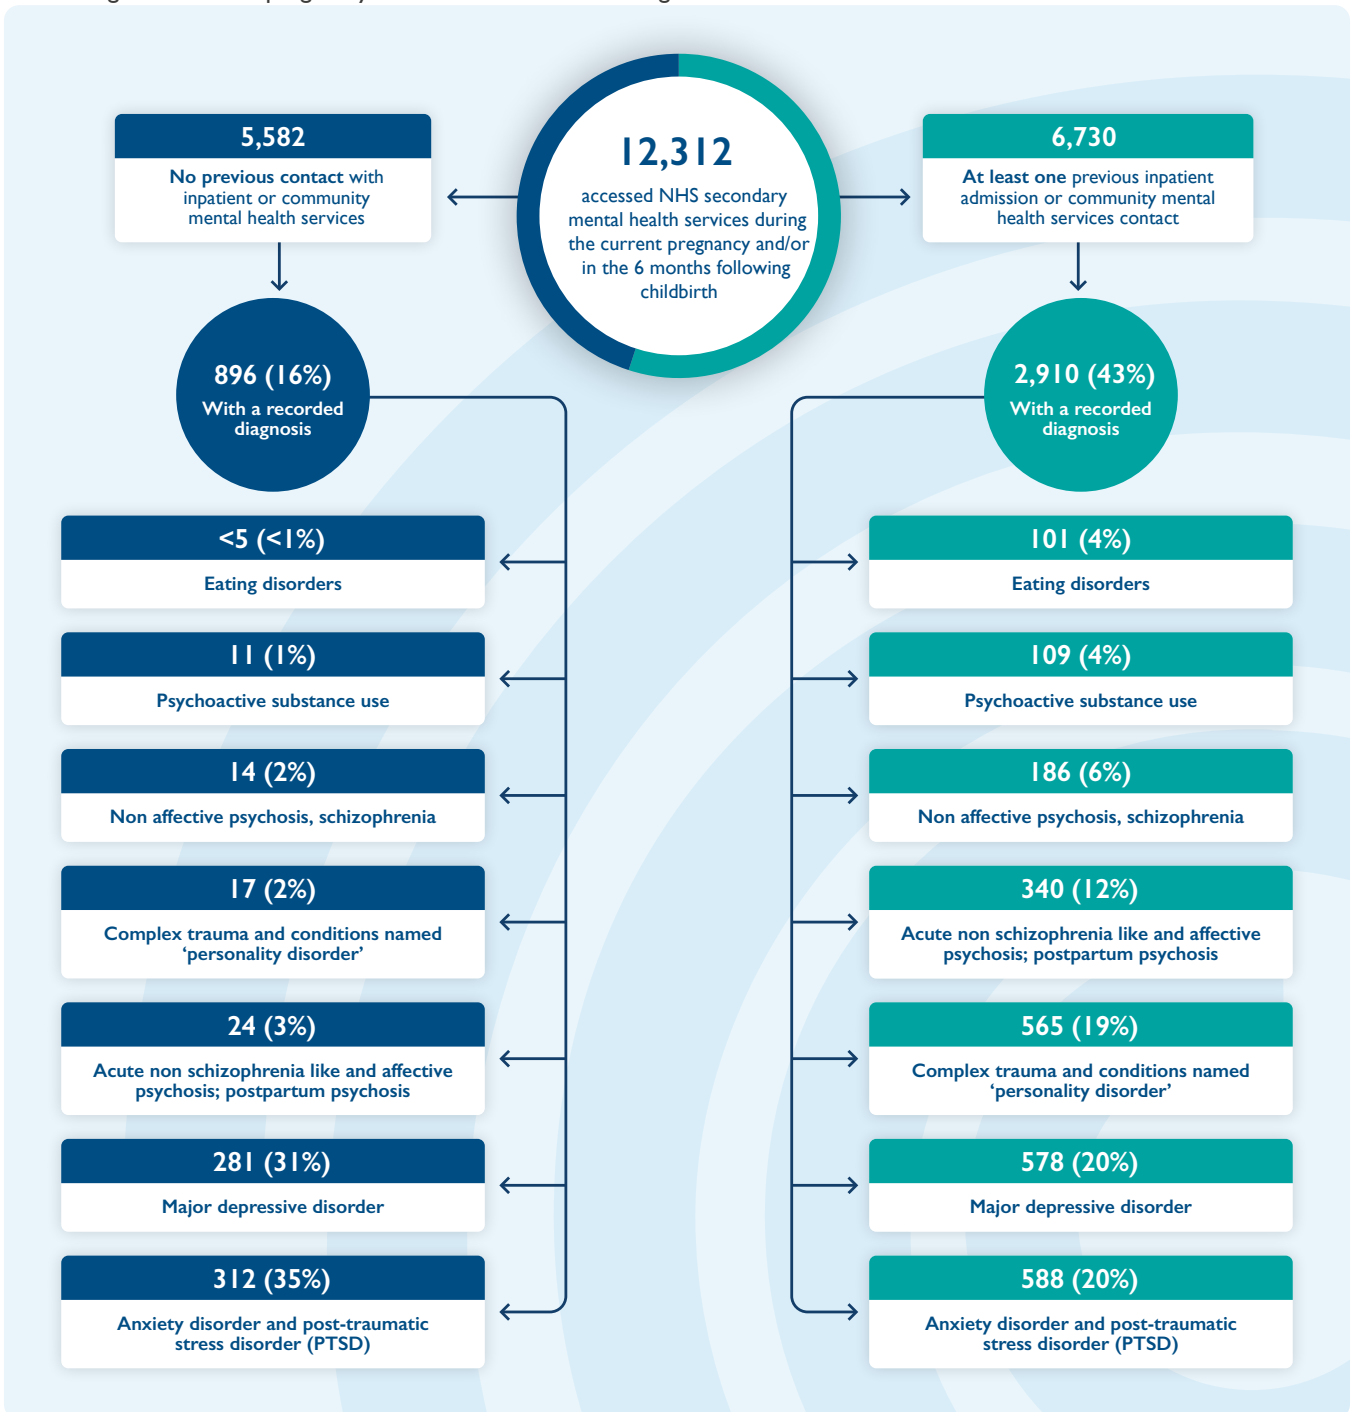 12,312
accessed NHS secondary
mental health services during
the current pregnancy and/or
in the 6 months following
childbirth
5,582
No previous contact with
inpatient or community
mental health services
896 (16%)
With a recorded
diagnosis
<5 (<1%)
Eating disorders
11 (1%)
Psychoactive substance use
14 (2%)
Non affective psychosis, schizophrenia
17 (2%)
Complex trauma and conditions named
‘personality disorder’
24 (3%)
Acute non schizophrenia like and affective
psychosis; postpartum psychosis
281 (31%)
Major depressive disorder
312 (35%)
Anxiety disorder and post-traumatic
stress disorder (PTSD)
6,730
At least one previous inpatient
admission or community mental
health services contact
2,910 (43%)
With a recorded
diagnosis
101 (4%)
Eating disorders
109 (4%)
Psychoactive substance use
186 (6%)
Non affective psychosis, schizophrenia
340 (12%)
Acute non schizophrenia like and affective
psychosis; postpartum psychosis
565 (19%)
Complex trauma and conditions named
‘personality disorder’
578 (20%)
Major depressive disorder
588 (20%)
Anxiety disorder and post-traumatic
stress disorder (PTSD)